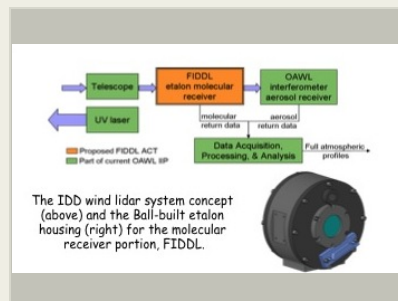 Telescope
FIDDL
etalon molecular
receiver
OAWL
interferometer
aerosol receiver
UV laser
molecular
return data
aerosol
return data
Proposed FIDDL ACT
Part of current OAWL IIP
Data Acquisition,
Processing, & Analysis
Full atmospheric
profiles
The IDD wind lidar system concept
(above) and the Ball-built etalon
housing (right) for the molecular
receiver portion, FIDDL.